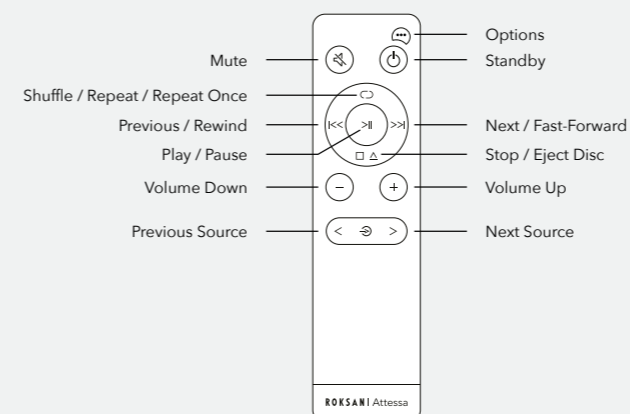 Options
Mute
Standby
Shuffle / Repeat / Repeat Once
Previous / Rewind
Next / Fast-Forward
Play / Pause
Stop / Eject Disc
Volume Down
Volume Up
Previous Source
Next Source
ROKSAN Attessa